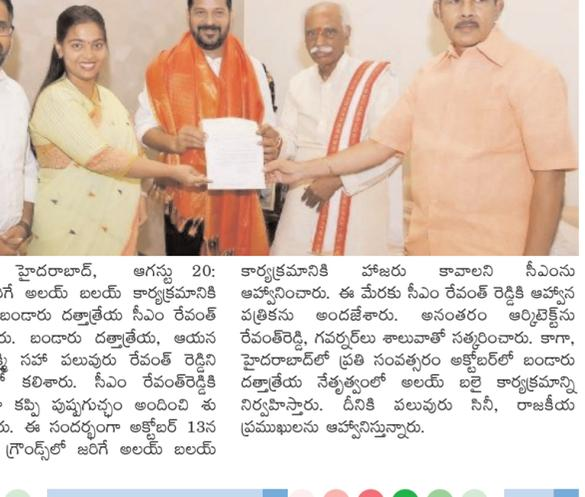 హైదరాబాద్, ఆగస్టు 20:
అలయ్ బలయ్ కార్యక్రమానికి
బండారు దత్తాత్రేయ సీఎం రేవంత్
బండారు దత్తాత్రేయ, ఆయన
సహా పలువురు రేవంత్ రెడ్డిని
కలిశారు. సీఎం రేవంత్‌రెడ్డికి
కప్పి పుష్పగుచ్ఛం అందించి శు
ఈ సందర్భంగా అక్టోబర్ 13న
గ్రౌండ్స్‌లో జరిగే అలయ్ బలయ్
కార్యక్రమానికి హాజరు కావాలని సీఎంను
ఆహ్వానించారు. ఈ మేరకు సీఎం రేవంత్ రెడ్డికి ఆహ్వాన
పత్రికను అందజేశారు. అనంతరం ఆర్కిటెక్ట్‌ను
రేవంత్‌రెడ్డి, గవర్నర్‌లు శాలువాతో సత్కరించారు. కాగా,
హైదరాబాద్‌లో ప్రతి సంవత్సరం అక్టోబర్‌లో బండారు
దత్తాత్రేయ నేతృత్వంలో అలయ్ బలై కార్యక్రమాన్ని
నిర్వహిస్తారు. దీనికి పలువురు సినీ, రాజకీయ
ప్రముఖులను ఆహ్వానిస్తున్నారు.